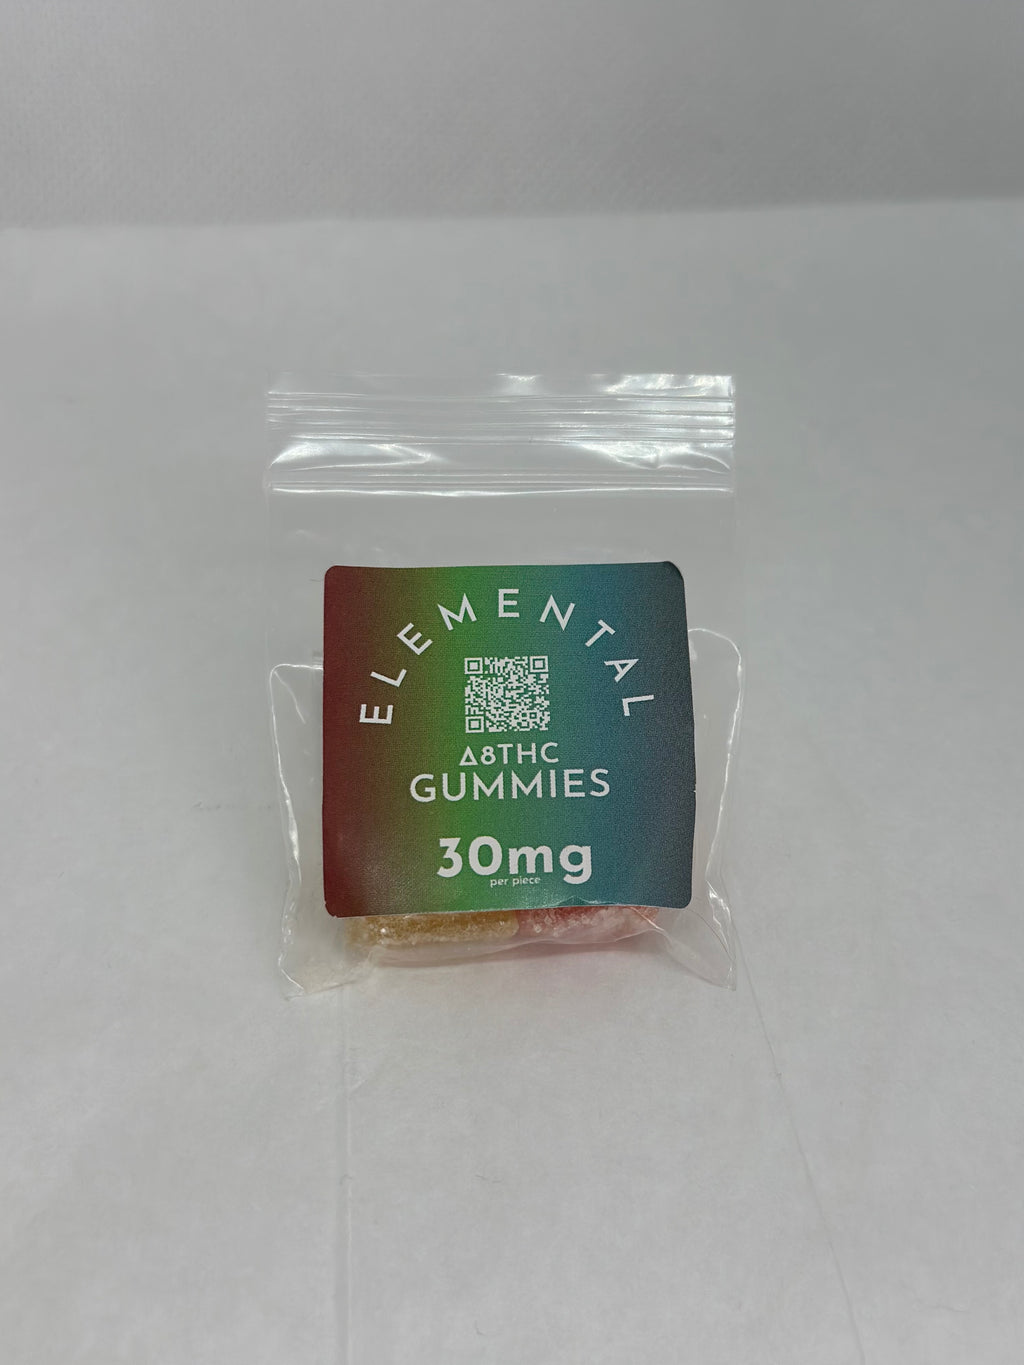 ELEMENTAL
Δ8THC
GUMMIES
30mg
per piece